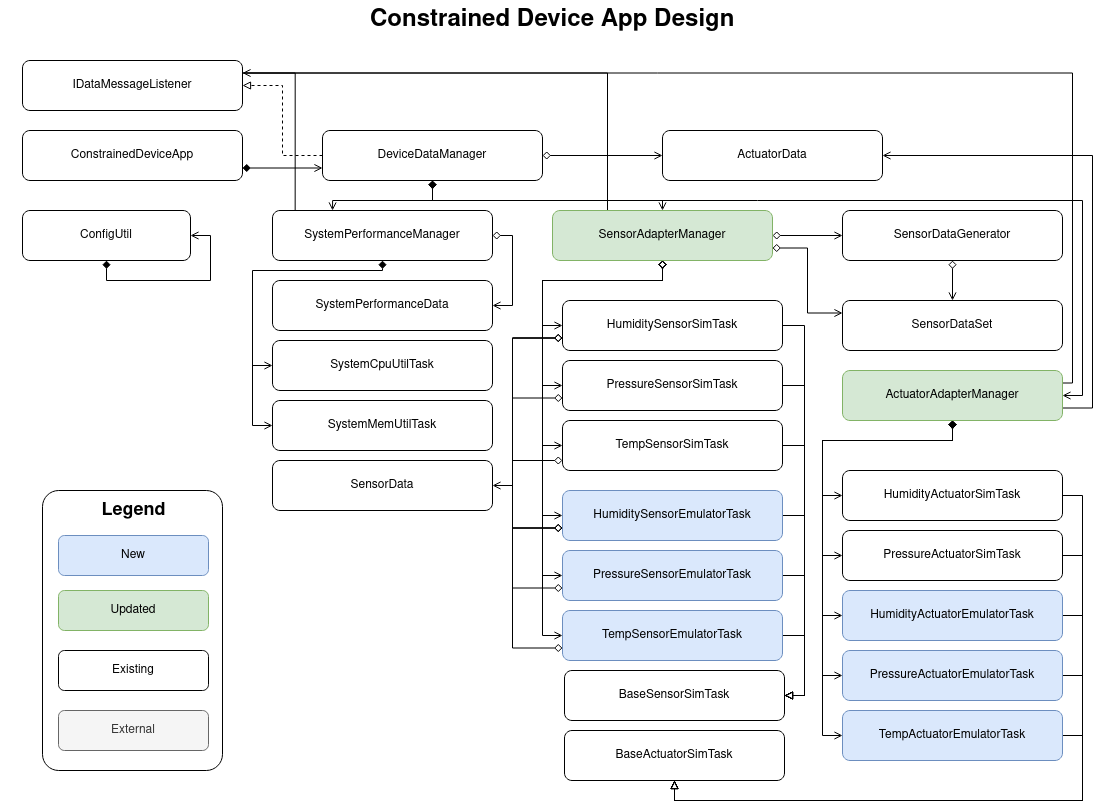 Constrained Device App Design
IDataMessageListener
ConstrainedDeviceApp
DeviceDataManager
ActuatorData
ConfigUtil
SystemPerformanceManager
SensorAdapterManager
SensorDataGenerator
SystemPerformanceData
HumiditySensorSimTask
SensorDataSet
SystemCpuUtilTask
PressureSensorSimTask
ActuatorAdapterManager
SystemMemUtilTask
TempSensorSimTask
SensorData
HumidityActuatorSimTask
HumiditySensorEmulatorTask
PressureActuatorSimTask
PressureSensorEmulatorTask
HumidityActuatorEmulatorTask
TempSensorEmulatorTask
PressureActuatorEmulatorTask
BaseSensorSimTask
TempActuatorEmulatorTask
BaseActuatorSimTask
Legend
New
Updated
Existing
External